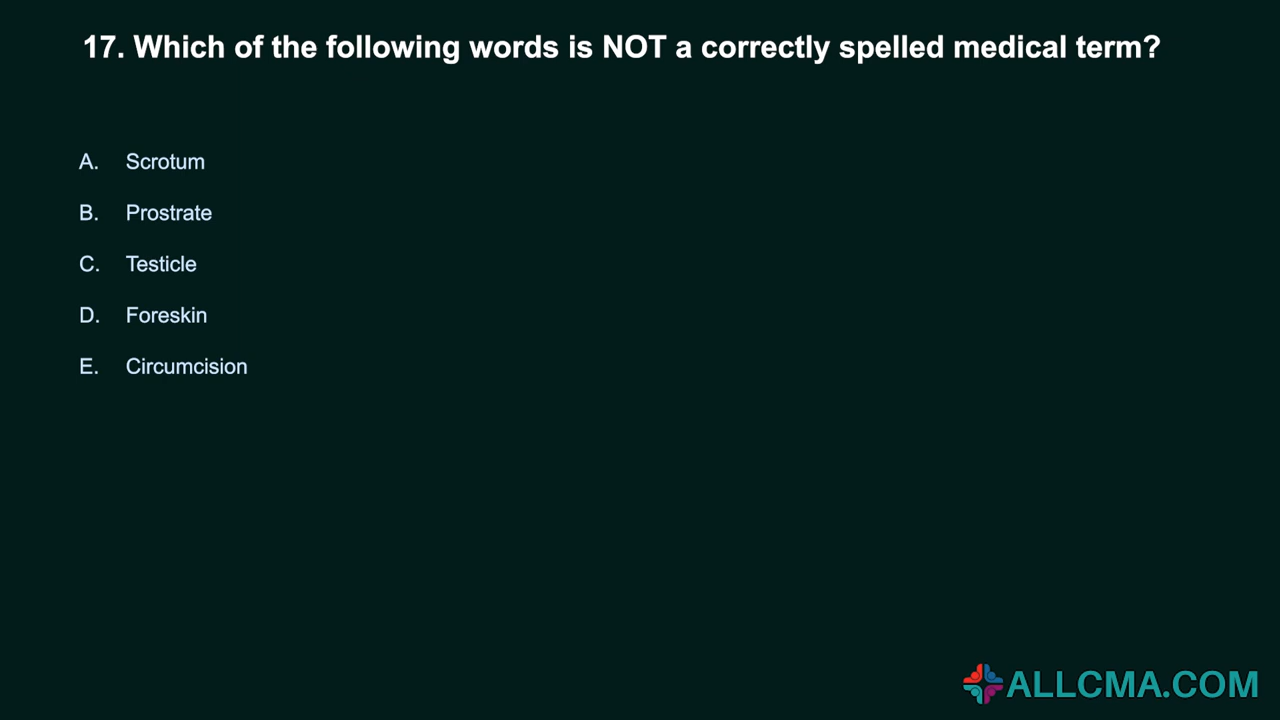 17. Which of the following words is NOT a correctly spelled medical term?
A. Scrotum
B. Prostrate
C. Testicle
D. Foreskin
E. Circumcision
ALLCMA.COM